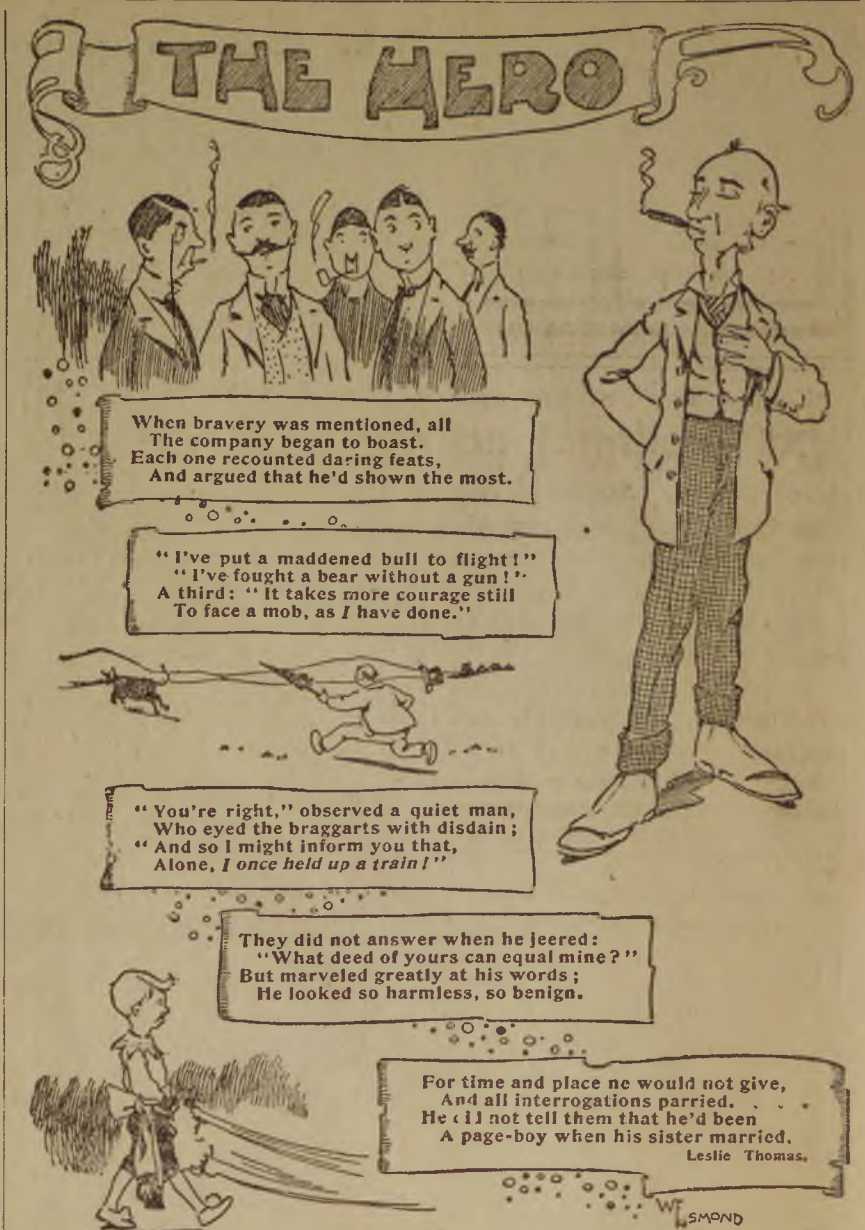 THE HERO
When bravery was mentioned, all
The company began to boast.
Each one recounted daring feats,
And argued that he'd shown the most.
"I've put a maddened bull to flight!"
"I've fought a bear without a gun!"
A third: "It takes more courage still
To face a mob, as I have done."
"You're right," observed a quiet man,
Who eyed the braggarts with disdain;
"And so I might inform you that,
Alone, I once held up a train!"
They did not answer when he jeered:
"What deed of yours can equal mine?"
But marveled greatly at his words;
He looked so harmless, so benign.
For time and place he would not give,
And all interrogations parried.
He did not tell them that he'd been
A page-boy when his sister married.
Leslie Thomas.
W. ESMOND